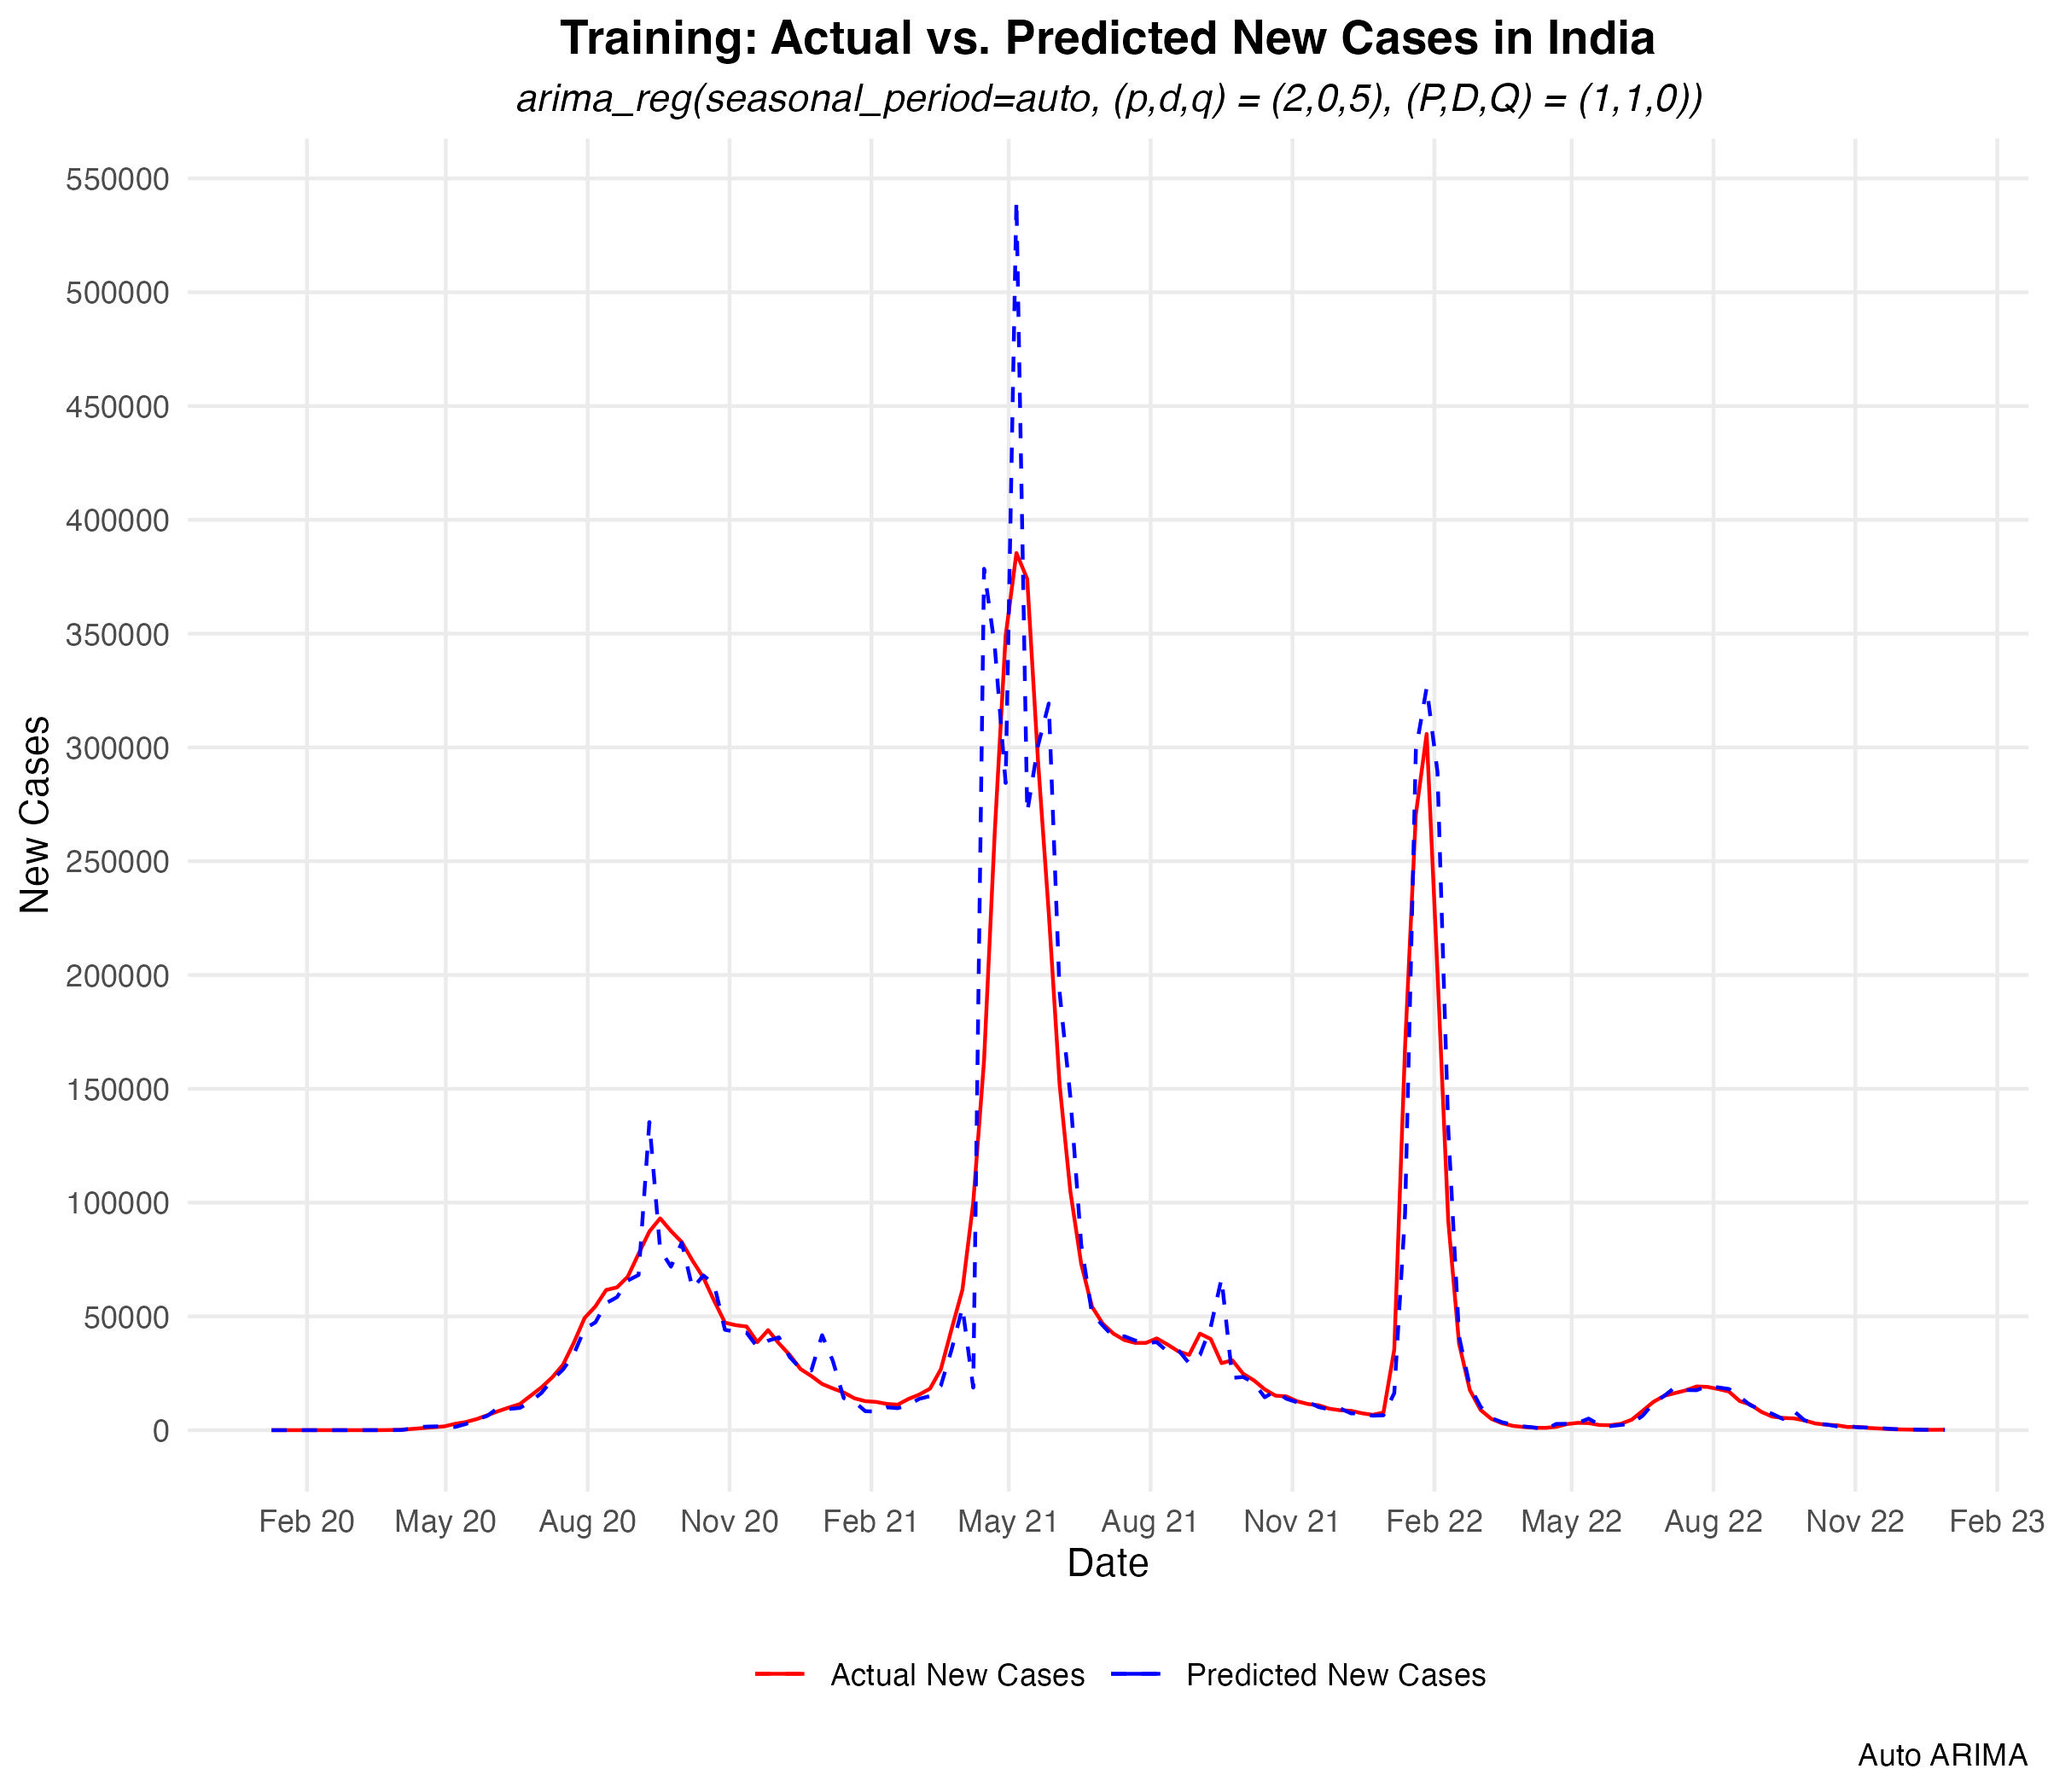 Training: Actual vs. Predicted New Cases in India
arima_reg(seasonal_period=auto, (p,d,q) = (2,0,5), (P,D,Q) = (1,1,0))
New Cases
550000
500000
450000
400000
350000
300000
250000
200000
150000
100000
50000
0
Feb 20 May 20 Aug 20 Nov 20 Feb 21 May 21 Aug 21 Nov 21 Feb 22 May 22 Aug 22 Nov 22 Feb 23
Date
Actual New Cases Predicted New Cases
Auto ARIMA